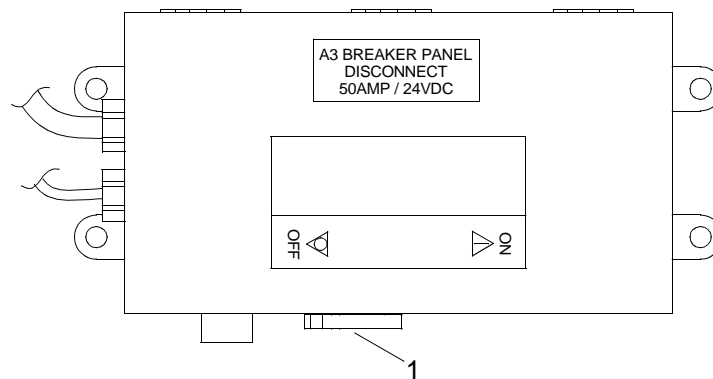 A3 BREAKER PANEL
DISCONNECT
50AMP / 24VDC
OFF
ON
1